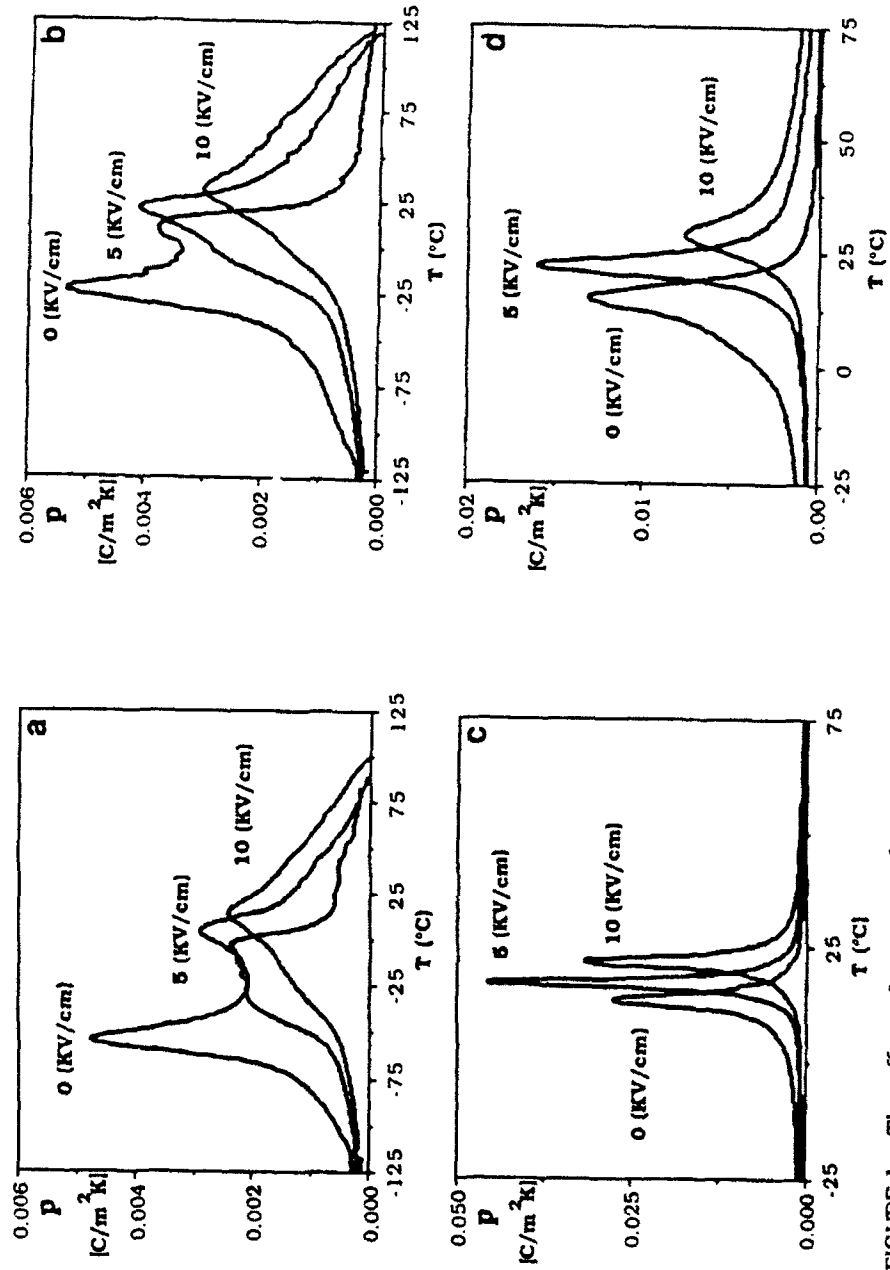 a
0.006
p
[C/m²K]
0.004
0.002
0.000
0 (KV/cm)
5 (KV/cm)
10 (KV/cm)
-125
-75
-25
25
75
125
T (°C)
b
0.006
p
[C/m²K]
0.004
0.002
0.000
0 (KV/cm)
5 (KV/cm)
10 (KV/cm)
-125
-75
-25
25
75
125
T (°C)
c
0.050
p
[C/m²K]
0.025
0.000
0 (KV/cm)
5 (KV/cm)
10 (KV/cm)
-25
25
75
T (°C)
d
0.02
p
[C/m²K]
0.01
0.00
0 (KV/cm)
5 (KV/cm)
10 (KV/cm)
-25
0
25
50
75
T (°C)
FIGURE 1. The effect of